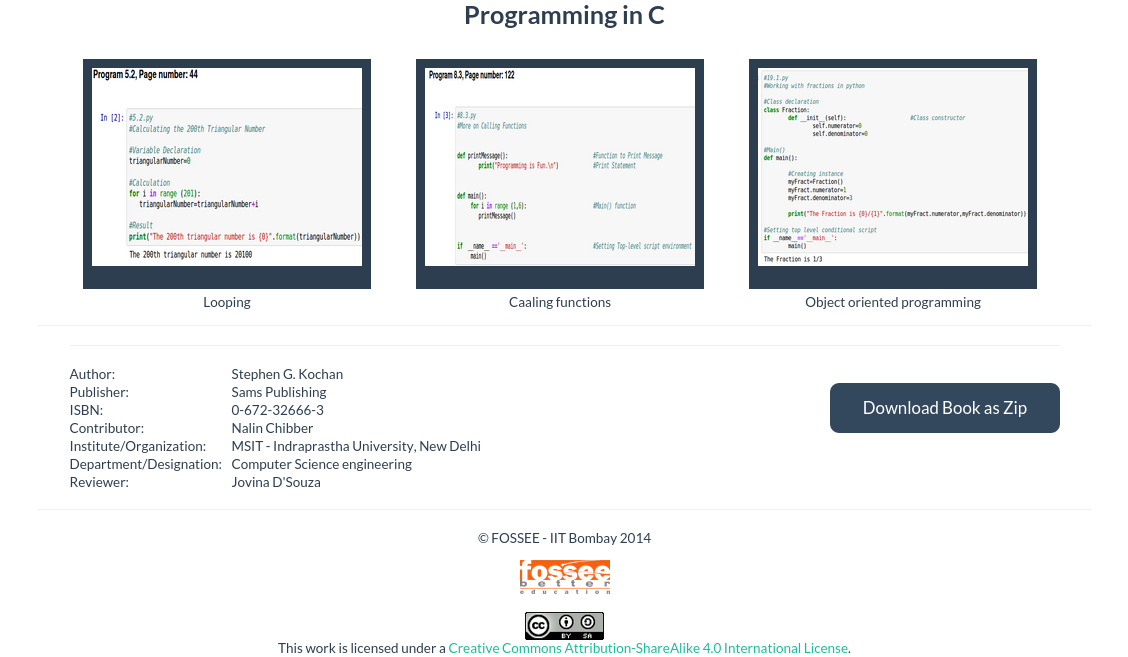 Programming in C
Program 5.2, Page number: 44
In [2]: #5.2.py
#Calculating the 200th Triangular Number
#Variable Declaration
triangularNumber=0
#Calculation
for i in range (201):
triangularNumber=triangularNumber+i
#Result
print("The 200th triangular number is {0}".format(triangularNumber))
The 200th triangular number is 20100
Looping
Program 8.3, Page number: 122
In [3]: #8.3.py
#More on Calling Functions
def printMessage(): #Function to Print Message
print("Programming is Fun.\n") #Print Statement
def main():
for i in range (1,6): #Main() function
printMessage()
if __name__ =='__main__': #Setting Top-level script environment
main()
Caaling functions
#19.1.py
#Working with fractions in python
#Class declaration
class Fraction:
def __init__(self): #Class constructor
self.numerator=0
self.denominator=0
#Main()
def main():
#Creating instance
myFract=Fraction()
myFract.numerator=1
myFract.denominator=3
print("The Fraction is {0}/{1}".format(myFract.numerator,myFract.denominator))
#Setting top level conditional script
if __name__=='__main__':
main()
The Fraction is 1/3
Object oriented programming
Author: Stephen G. Kochan
Publisher: Sams Publishing
ISBN: 0-672-32666-3
Contributor: Nalin Chibber
Institute/Organization: MSIT - Indraprastha University, New Delhi
Department/Designation: Computer Science engineering
Reviewer: Jovina D'Souza
Download Book as Zip
© FOSSEE - IIT Bombay 2014
fossee
better
education
cc BY SA
This work is licensed under a Creative Commons Attribution-ShareAlike 4.0 International License.